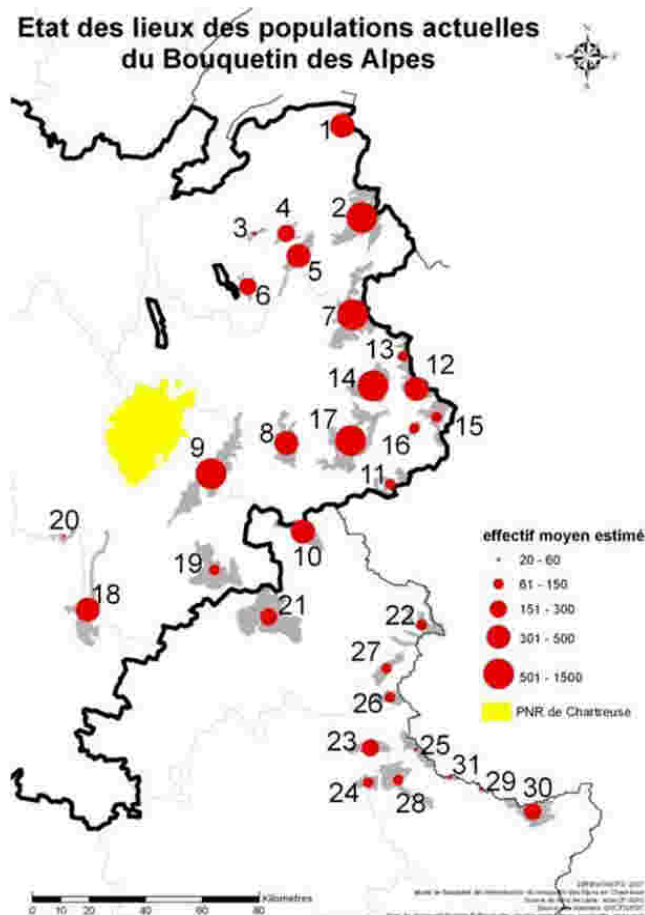 Etat des lieux des populations actuelles
du Bouquetin des Alpes
N
1
2
3
4
5
6
7
13
14
12
15
17
16
8
9
11
10
20
19
18
21
22
27
26
23
25
24
28
31
29
30
effectif moyen estimé
20 - 60
61 - 150
151 - 300
301 - 500
501 - 1500
PNR de Chartreuse
Kilometres
0 10 20 40 60 80